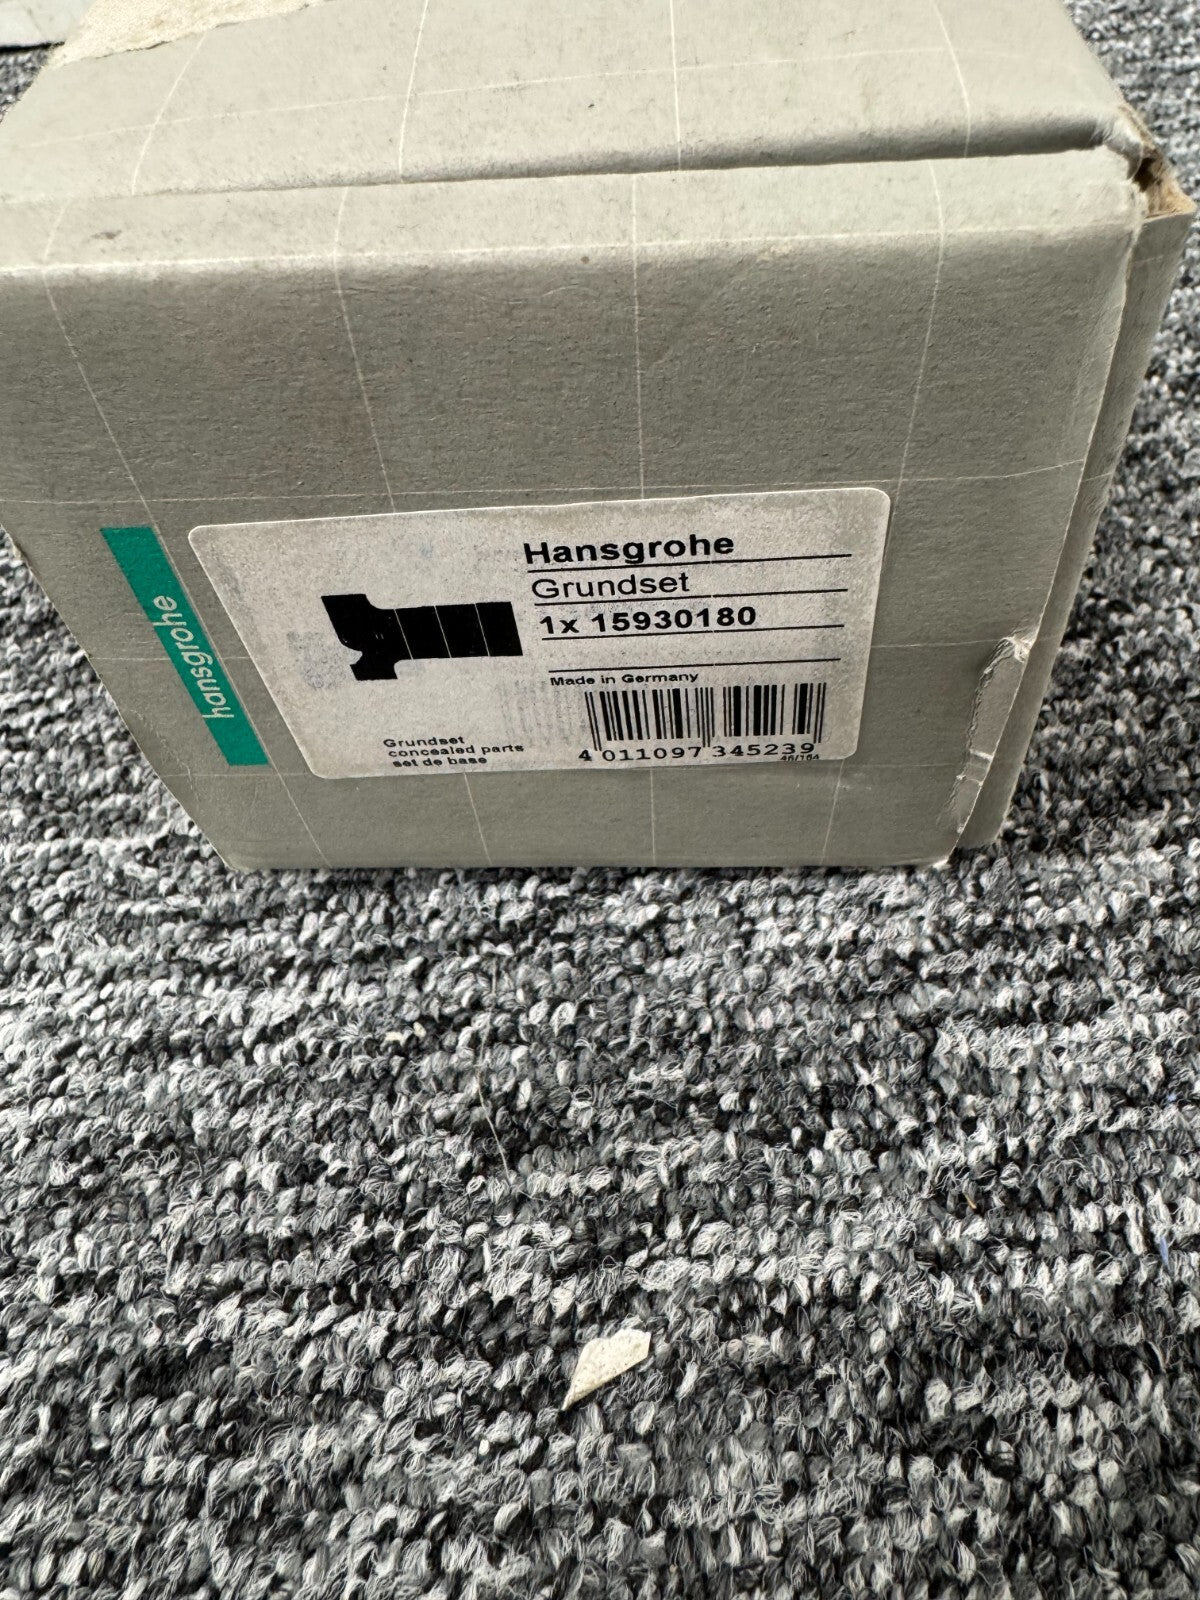 Hansgrohe
Grundset
1x 15930180
Made in Germany
hansgrohe
Grundset
concealed parts
set de base
4 011097 345239